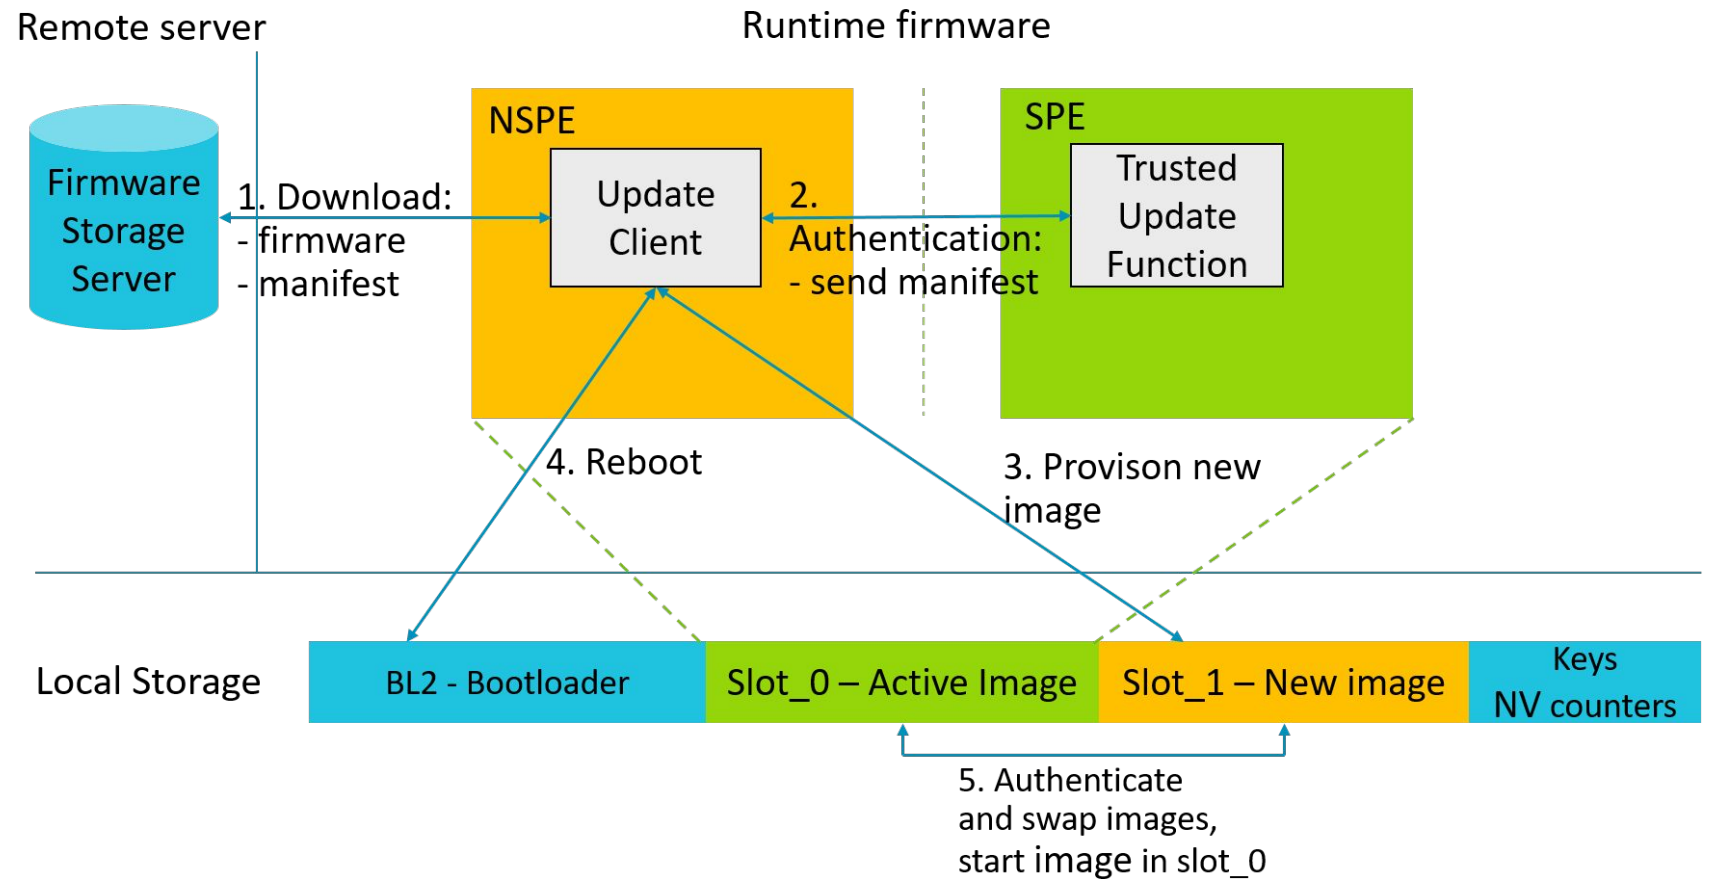 Remote server
Runtime firmware
Firmware
Storage
Server
1. Download:
- firmware
- manifest
NSPE
Update
Client
2.
Authentication:
- send manifest
SPE
Trusted
Update
Function
4. Reboot
3. Provison new
image
Local Storage
BL2 - Bootloader
Slot_0 – Active Image
Slot_1 – New image
Keys
NV counters
5. Authenticate
and swap images,
start image in slot_0